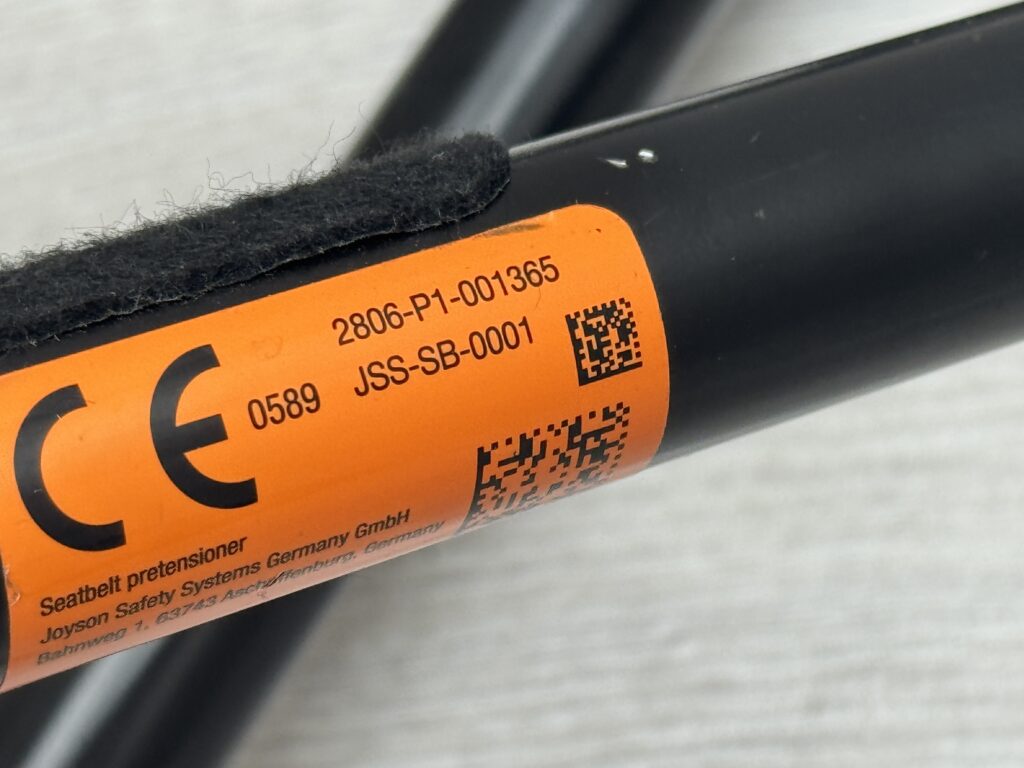 2806-P1-001365
CE 0589 JSS-SB-0001
Seatbelt pretensioner
Joyson Safety Systems Germany GmbH
Bahnweg 1, 63743 Aschaffenburg, Germany